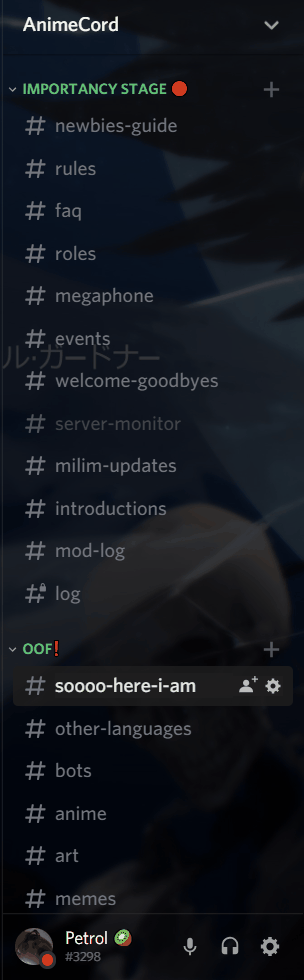 AnimeCord
IMPORTANCY STAGE 🔴
# newbies-guide
# rules
# faq
# roles
# megaphone
# events
ル・ガードナー
# welcome-goodbyes
# server-monitor
# milim-updates
# introductions
# mod-log
# log
OOF❗
# soooo-here-i-am
# other-languages
# bots
# anime
# art
# memes
Petrol 🥝
#3298